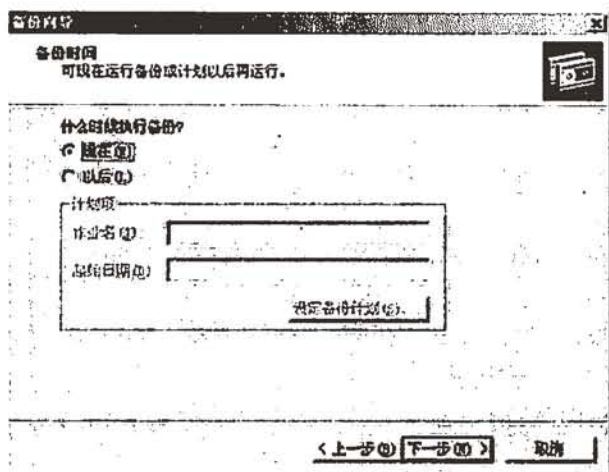 备份向导
备份时间
可现在运行备份或计划以后再运行。
什么时候执行备份?
现在(N)
以后(L)
计划项
作业名(J):
起始日期(D):
设定备份计划(S)...
<上一步(B) 下一步(N) > 取消